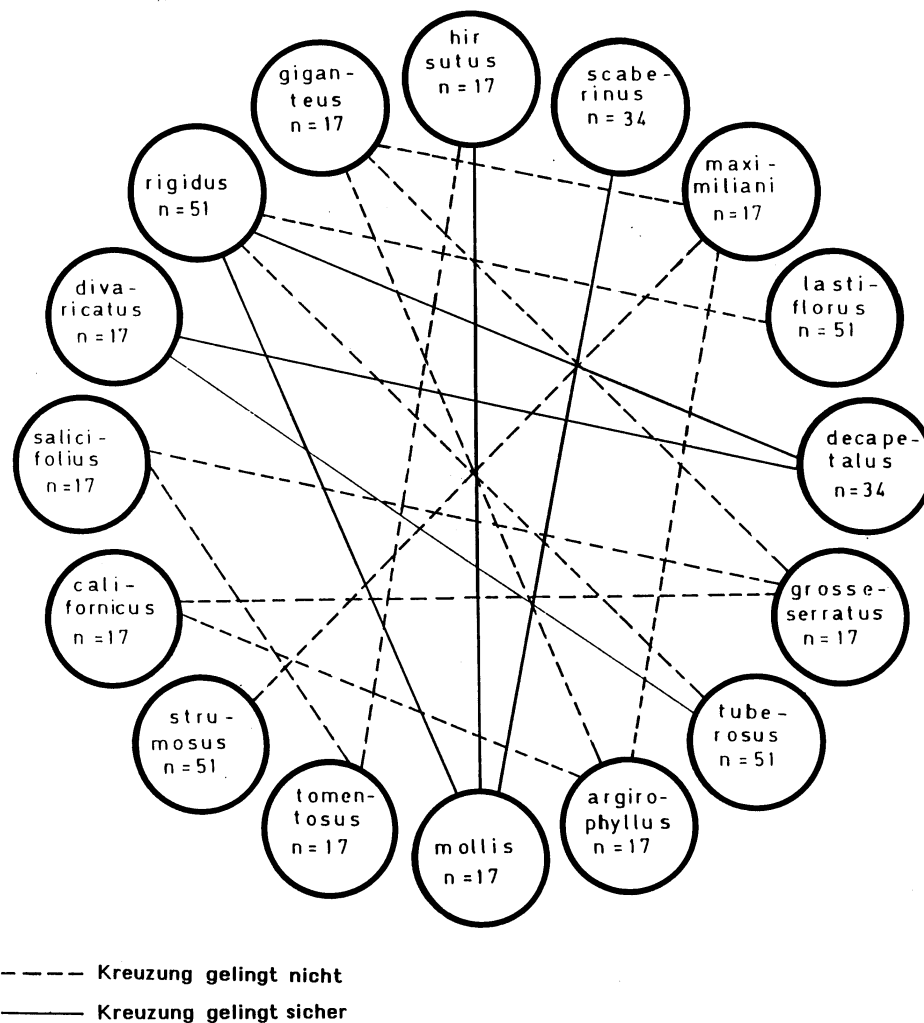 hir
sutus
n = 17
gigan-
teus
n = 17
scabe-
rinus
n = 34
maxi-
miliani
n = 17
rigidus
n = 51
lasti-
florus
n = 51
diva-
ricatus
n = 17
decape-
talus
n = 34
salici-
folius
n = 17
grosse-
serratus
n = 17
cali-
fornicus
n = 17
tube-
rosus
n = 51
stru-
mosus
n = 51
argiro-
phyllus
n = 17
tomen-
tosus
n = 17
mollis
n = 17
Kreuzung gelingt nicht
Kreuzung gelingt sicher